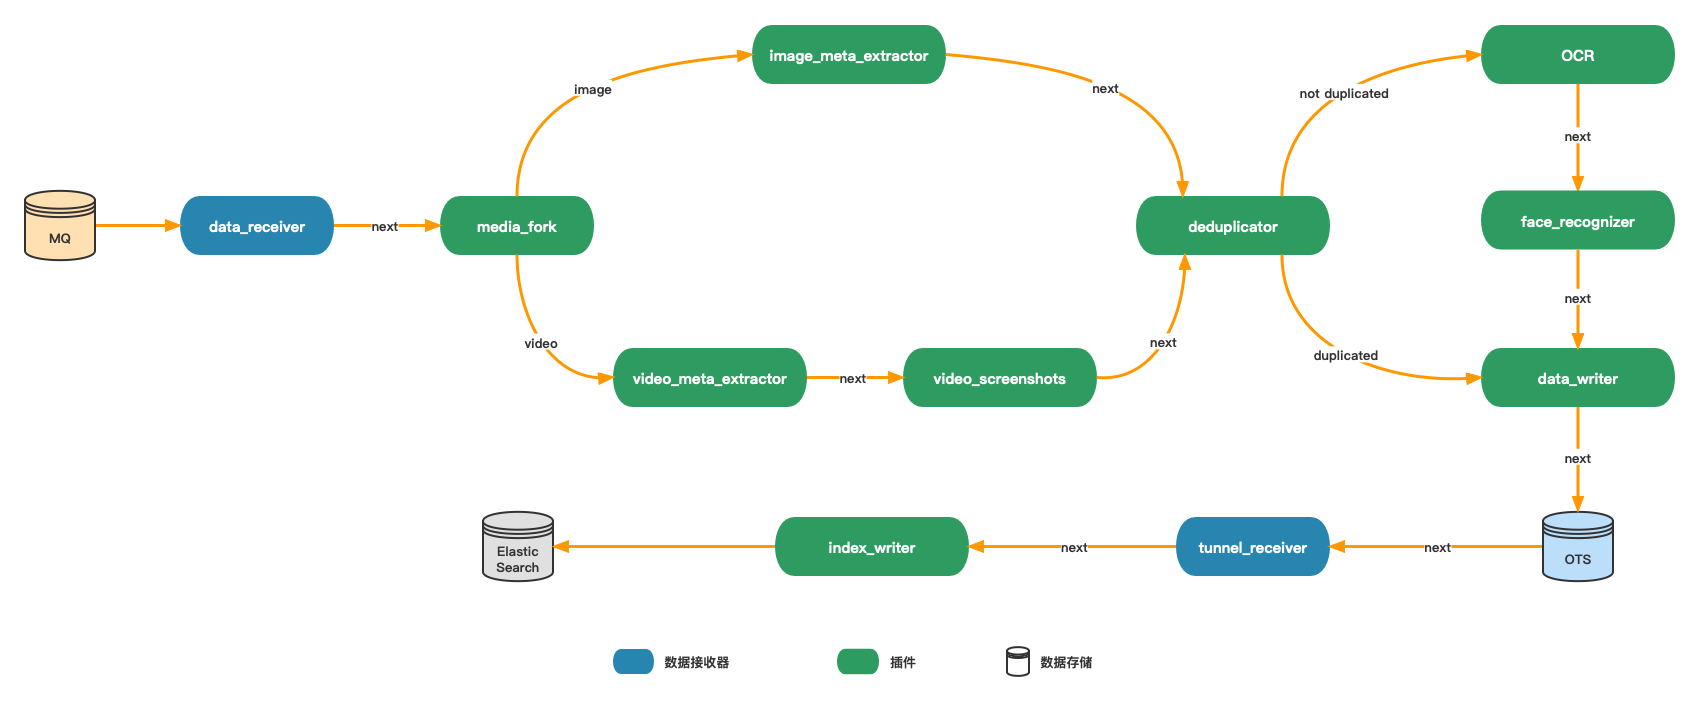 image_meta_extractor
OCR
image
next
not duplicated
next
MQ
data_receiver
next
media_fork
deduplicator
face_recognizer
next
video
next
duplicated
video_meta_extractor
next
video_screenshots
data_writer
next
Elastic
Search
index_writer
next
tunnel_receiver
next
OTS
数据接收器
插件
数据存储